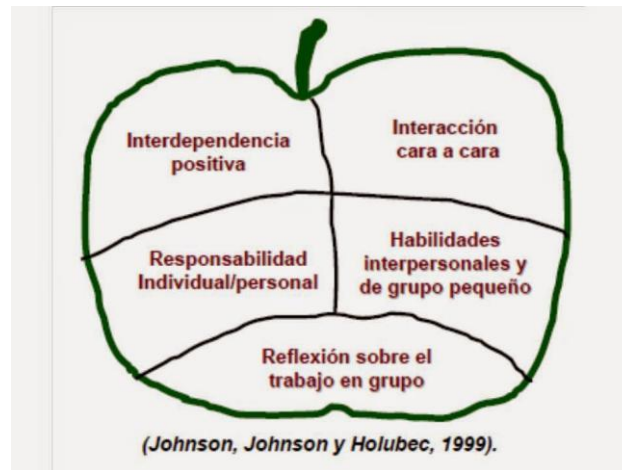 Interdependencia
positiva
Interacción
cara a cara
Responsabilidad
Individual/personal
Habilidades
interpersonales y
de grupo pequeño
Reflexión sobre el
trabajo en grupo
(Johnson, Johnson y Holubec, 1999).